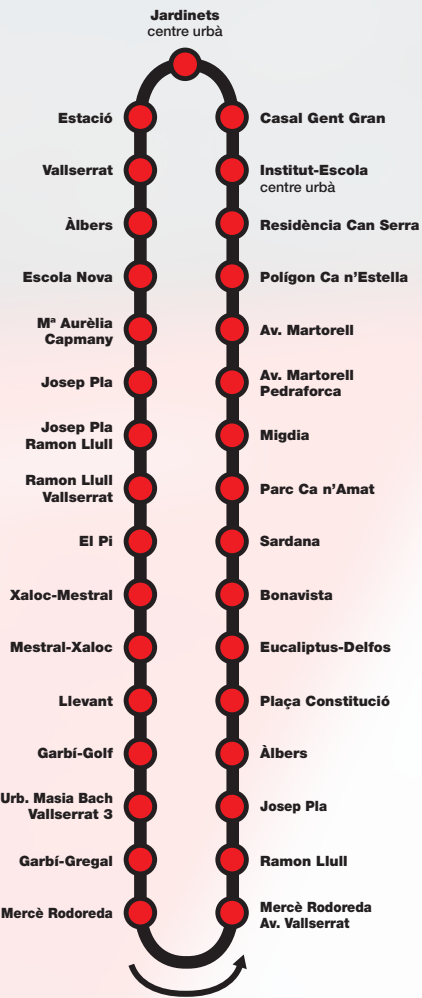 Jardinets
centre urbà
Estació
Vallserrat
Àlbers
Escola Nova
Mª Aurèlia
Capmany
Josep Pla
Josep Pla
Ramon Llull
Ramon Llull
Vallserrat
El Pi
Xaloc-Mestral
Mestral-Xaloc
Llevant
Garbí-Golf
Urb. Masia Bach
Vallserrat 3
Garbí-Gregal
Mercè Rodoreda
Casal Gent Gran
Institut-Escola
centre urbà
Residència Can Serra
Polígon Ca n'Estella
Av. Martorell
Av. Martorell
Pedraforca
Migdia
Parc Ca n'Amat
Sardana
Bonavista
Eucaliptus-Delfos
Plaça Constitució
Àlbers
Josep Pla
Ramon Llull
Mercè Rodoreda
Av. Vallserrat